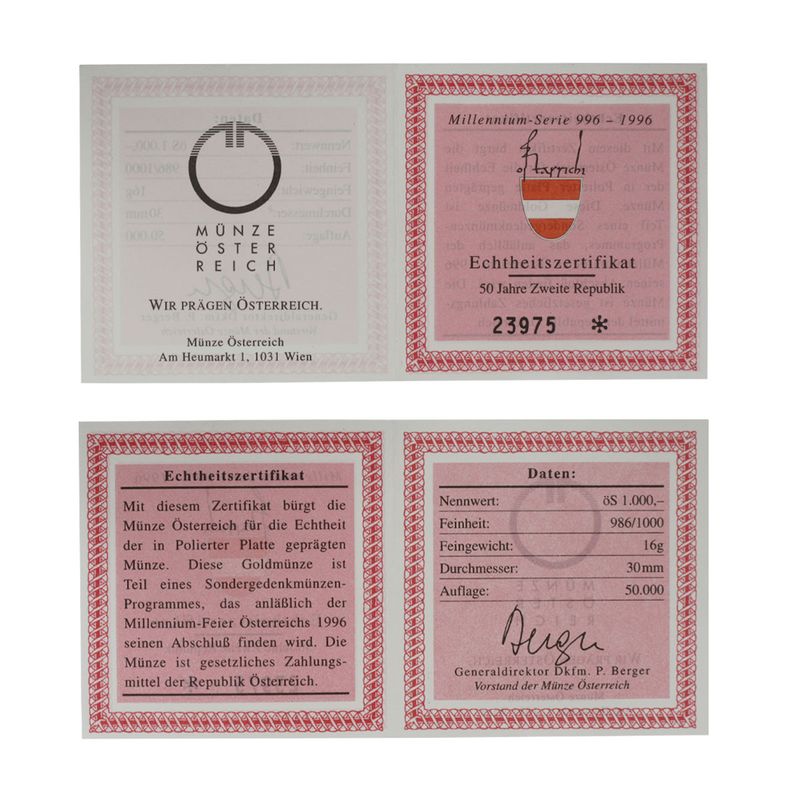 MÜNZE
ÖSTER
REICH
WIR PRÄGEN ÖSTERREICH.
Münze Österreich
Am Heumarkt 1, 1031 Wien
Millennium-Serie 996 – 1996
Echtheitszertifikat
50 Jahre Zweite Republik
23975 *
Echtheitszertifikat
Mit diesem Zertifikat bürgt die
Münze Österreich für die Echtheit
der in Polierter Platte geprägten
Münze. Diese Goldmünze ist
Teil eines Sondergedenkmünzen-
Programmes, das anläßlich der
Millennium-Feier Österreichs 1996
seinen Abschluß finden wird. Die
Münze ist gesetzliches Zahlungs-
mittel der Republik Österreich.
Daten:
Nennwert: öS 1.000,–
Feinheit: 986/1000
Feingewicht: 16g
Durchmesser: 30mm
Auflage: 50.000
Berger
Generaldirektor Dkfm. P. Berger
Vorstand der Münze Österreich